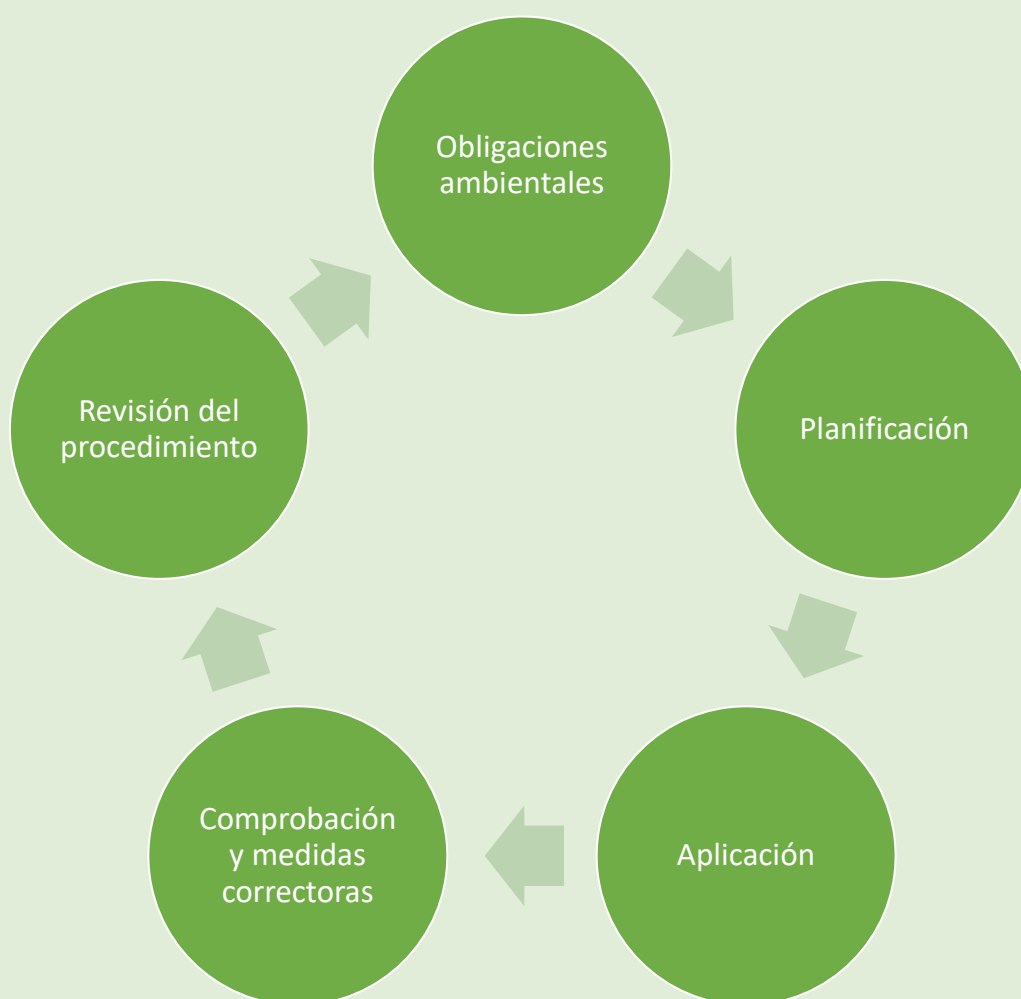 Obligaciones
ambientales
Planificación
Aplicación
Comprobación
y medidas
correctoras
Revisión del
procedimiento